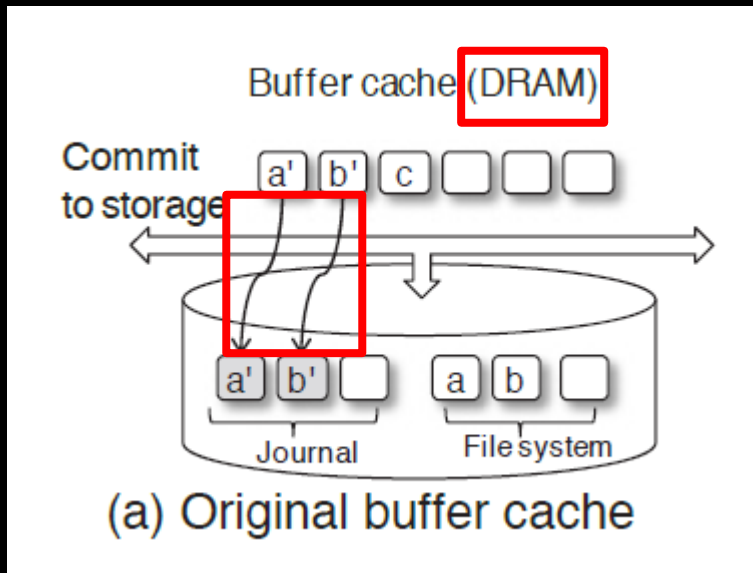 Buffer cache (DRAM)
Commit
to storage
a' b' c
a' b' a b
Journal File system
(a) Original buffer cache